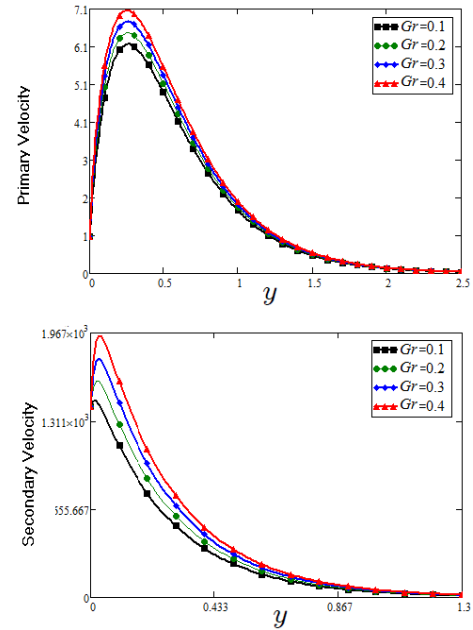 7.1
6.1
5.1
4.1
3
2
1
0
0
0.5
1
1.5
2.0
2.5
Primary Velocity
y
Gr=0.1
Gr=0.2
Gr=0.3
Gr=0.4
1.967×10³
1.311×10³
555.667
0
0
0.433
0.867
1.3
Secondary Velocity
y
Gr=0.1
Gr=0.2
Gr=0.3
Gr=0.4